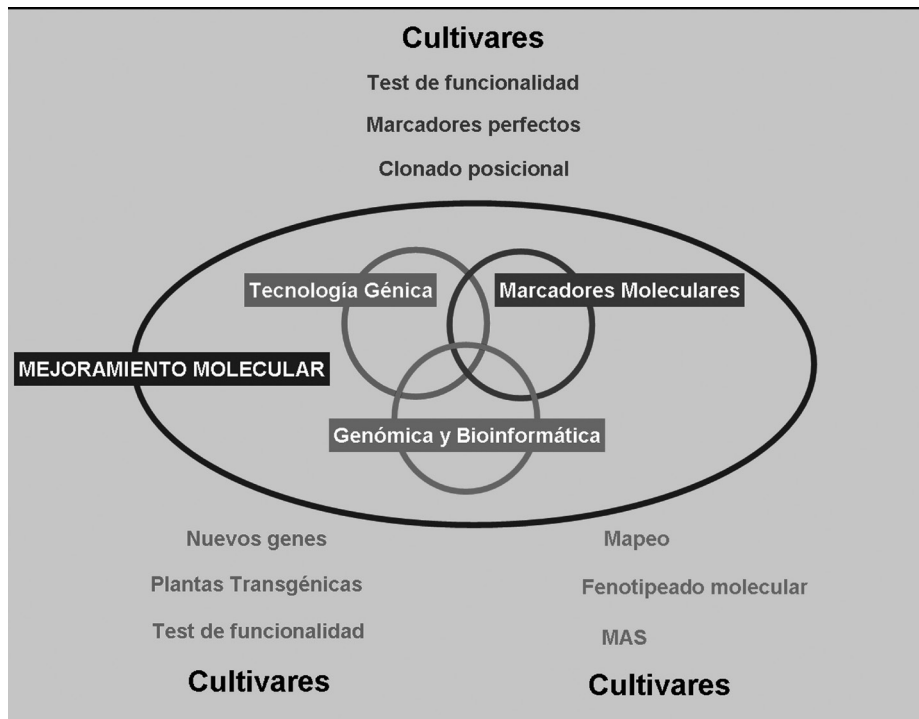 Cultivares
Test de funcionalidad
Marcadores perfectos
Clonado posicional
Tecnología Génica
Marcadores Moleculares
MEJORAMIENTO MOLECULAR
Genómica y Bioinformática
Nuevos genes
Plantas Transgénicas
Test de funcionalidad
Cultivares
Mapeo
Fenotipeado molecular
MAS
Cultivares